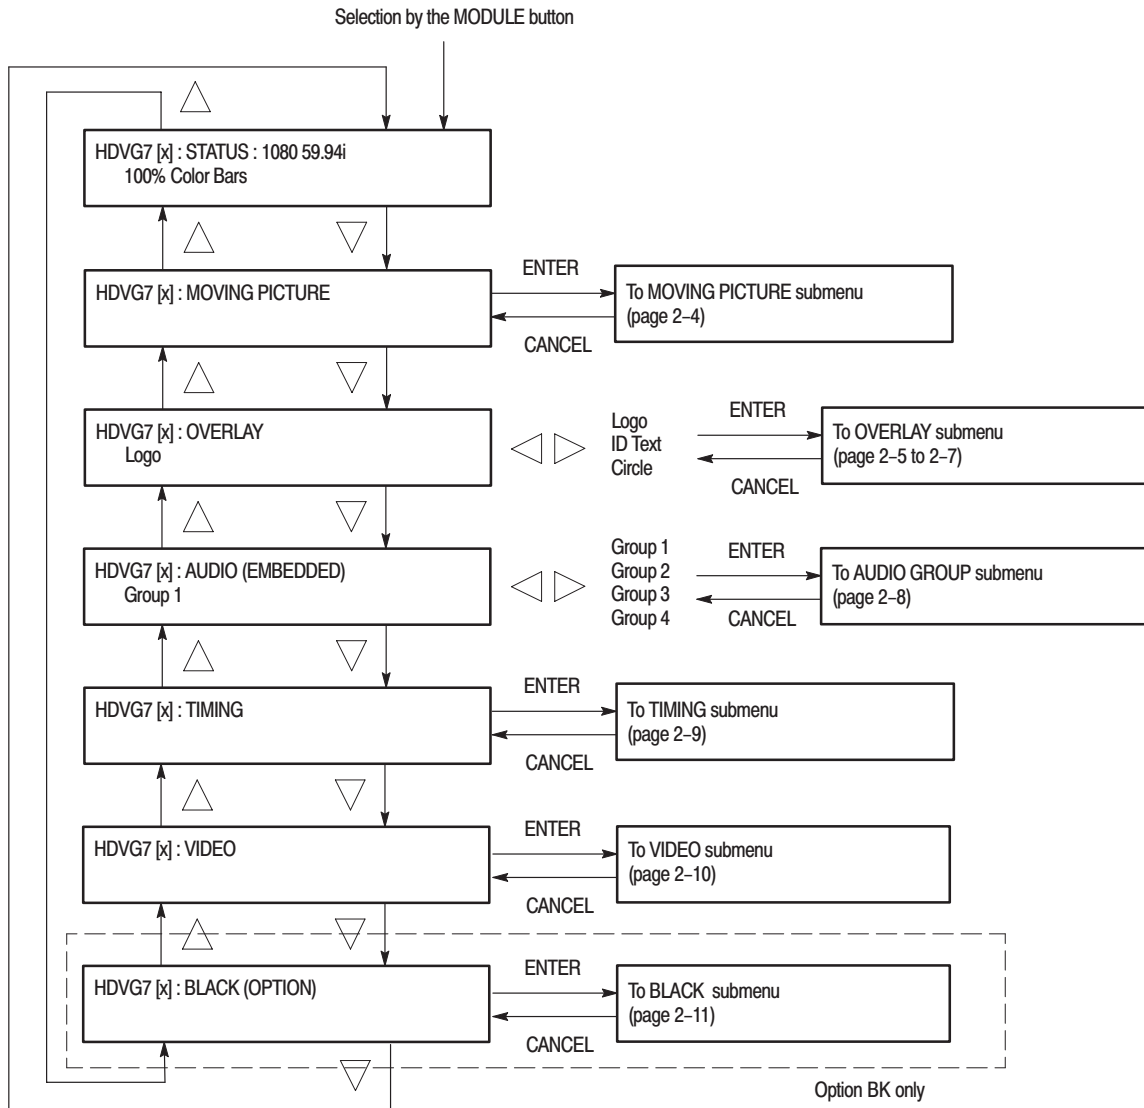 Selection by the MODULE button
HDVG7 [x] : STATUS : 1080 59.94i
100% Color Bars
HDVG7 [x] : MOVING PICTURE
ENTER
CANCEL
To MOVING PICTURE submenu
(page 2–4)
HDVG7 [x] : OVERLAY
Logo
Logo
ID Text
Circle
ENTER
CANCEL
To OVERLAY submenu
(page 2–5 to 2–7)
HDVG7 [x] : AUDIO (EMBEDDED)
Group 1
Group 1
Group 2
Group 3
Group 4
ENTER
CANCEL
To AUDIO GROUP submenu
(page 2–8)
HDVG7 [x] : TIMING
ENTER
CANCEL
To TIMING submenu
(page 2–9)
HDVG7 [x] : VIDEO
ENTER
CANCEL
To VIDEO submenu
(page 2–10)
HDVG7 [x] : BLACK (OPTION)
ENTER
CANCEL
To BLACK submenu
(page 2–11)
Option BK only